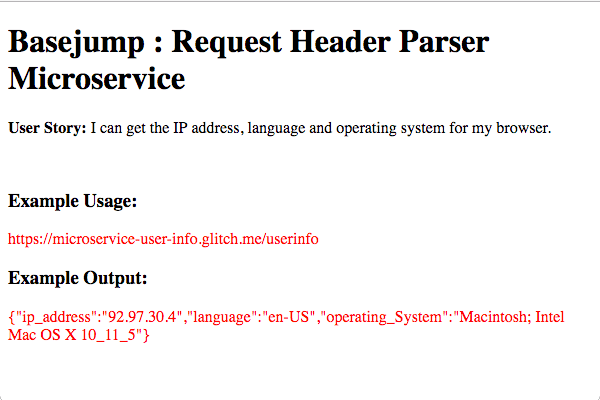 Basejump : Request Header Parser
Microservice
User Story: I can get the IP address, language and operating system for my browser.
Example Usage:
https://microservice-user-info.glitch.me/userinfo
Example Output:
{"ip_address":"92.97.30.4","language":"en-US","operating_System":"Macintosh; Intel
Mac OS X 10_11_5"}